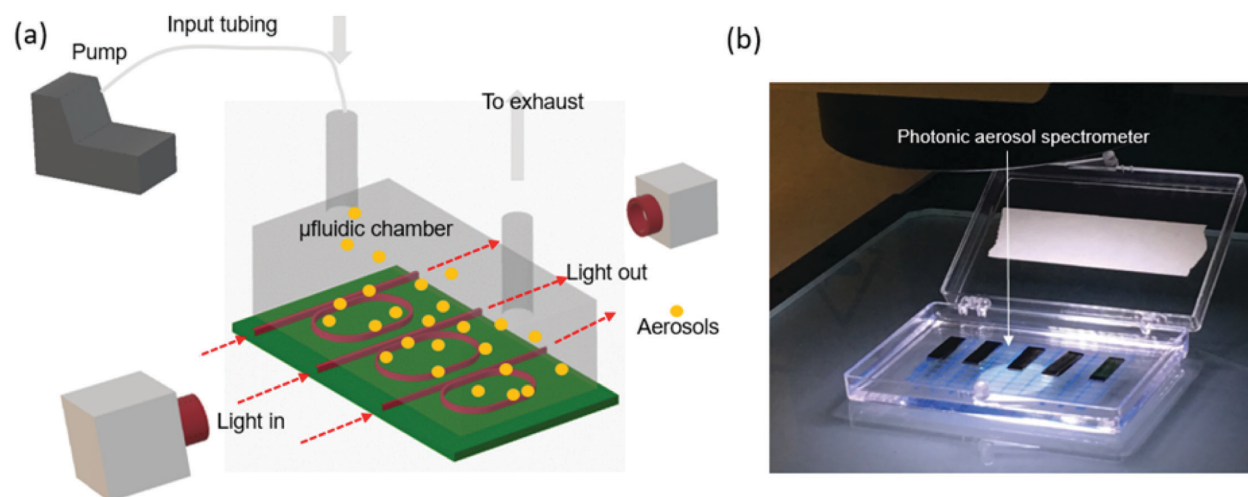 (a)
Input tubing
Pump
To exhaust
µfluidic chamber
Light out
Aerosols
Light in
(b)
Photonic aerosol spectrometer